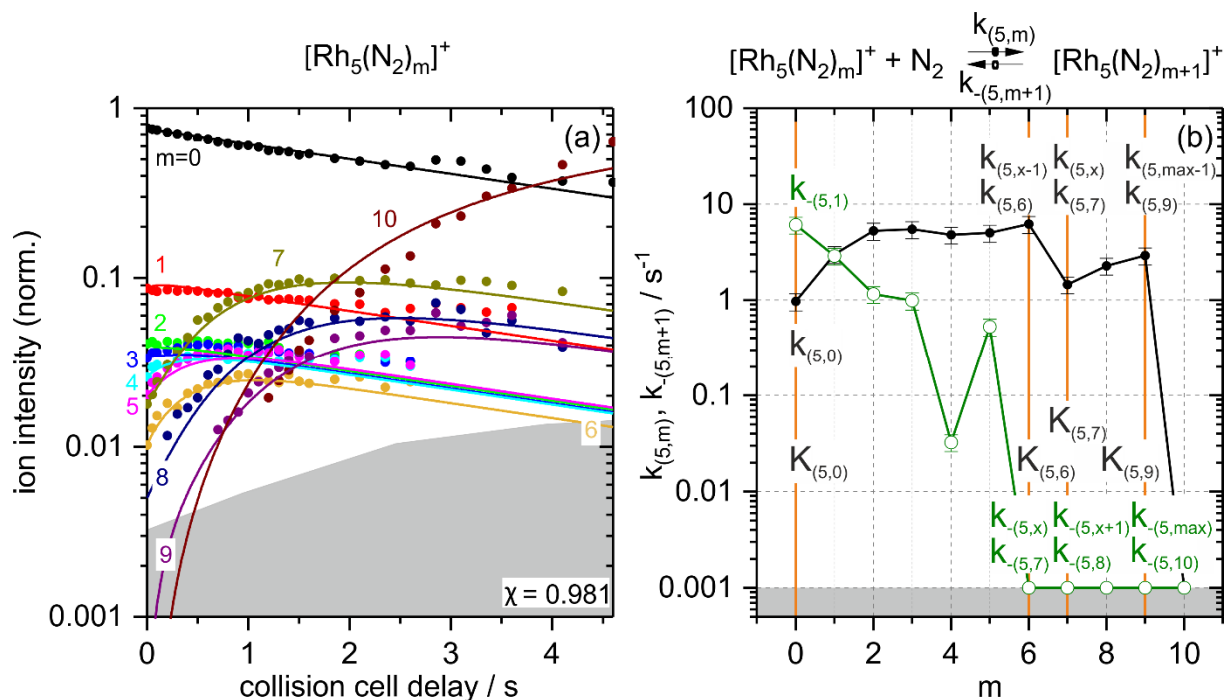 [Rh₅(N₂)ₘ]⁺
(a)
ion intensity (norm.)
1
0.1
0.01
0.001
m=0
10
7
1
2
3
4
5
6
8
9
χ = 0.981
0 1 2 3 4
collision cell delay / s
k₍₅,ₘ₎
[Rh₅(N₂)ₘ]⁺ + N₂ [Rh₅(N₂)ₘ₊₁]⁺
k₋₍₅,ₘ₊₁₎
(b)
k₍₅,ₘ₎, k₋₍₅,ₘ₊₁₎ / s⁻¹
100
10
1
0.1
0.01
0.001
k₋₍₅,₁₎
k₍₅,ₓ₋₁₎ k₍₅,ₓ₎ k₍₅,ₘₐₓ₋₁₎
k₍₅,₆₎ k₍₅,₇₎ k₍₅,₉₎
k₍₅,₀₎
K₍₅,₇₎
K₍₅,₀₎ K₍₅,₆₎ K₍₅,₉₎
k₋₍₅,ₓ₎ k₋₍₅,ₓ₊₁₎ k₋₍₅,ₘₐₓ₎
k₋₍₅,₇₎ k₋₍₅,₈₎ k₋₍₅,₁₀₎
0 2 4 6 8 10
m